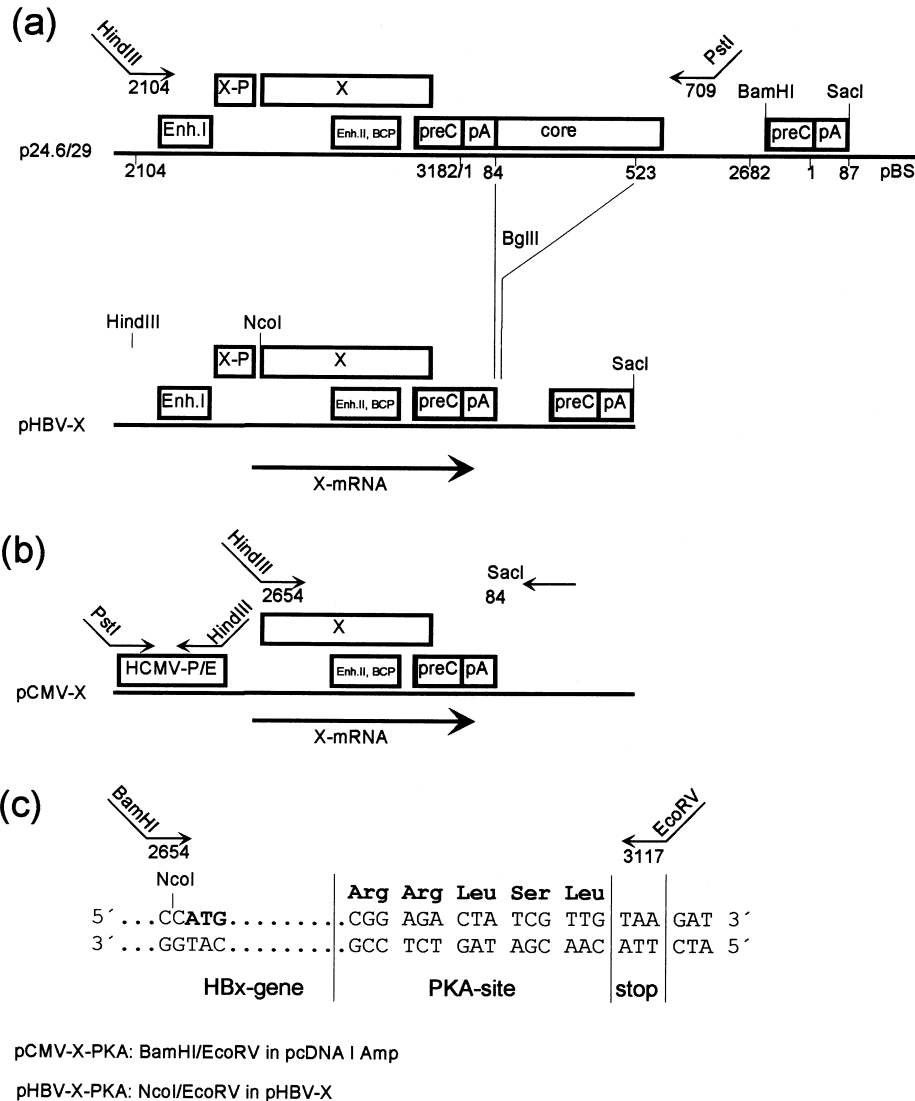 (a)
HindIII
2104
PstI
709
X-P
X
BamHI
SacI
Enh.I
Enh.II, BCP
preC
pA
core
preC
pA
p24.6/29
2104
3182/1
84
523
2682
1
87
pBS
BglII
HindIII
NcoI
X-P
X
SacI
Enh.I
Enh.II, BCP
preC
pA
preC
pA
pHBV-X
X-mRNA
(b)
HindIII
2654
SacI
84
PstI
HindIII
X
HCMV-P/E
Enh.II, BCP
preC
pA
pCMV-X
X-mRNA
(c)
BamHI
2654
EcoRV
3117
NcoI
Arg Arg Leu Ser Leu
5´...CCATG.........CGG AGA CTA TCG TTG TAA GAT 3´
3´...GGTAC.........GCC TCT GAT AGC AAC ATT CTA 5´
HBx-gene PKA-site stop
pCMV-X-PKA: BamHI/EcoRV in pcDNA I Amp
pHBV-X-PKA: NcoI/EcoRV in pHBV-X